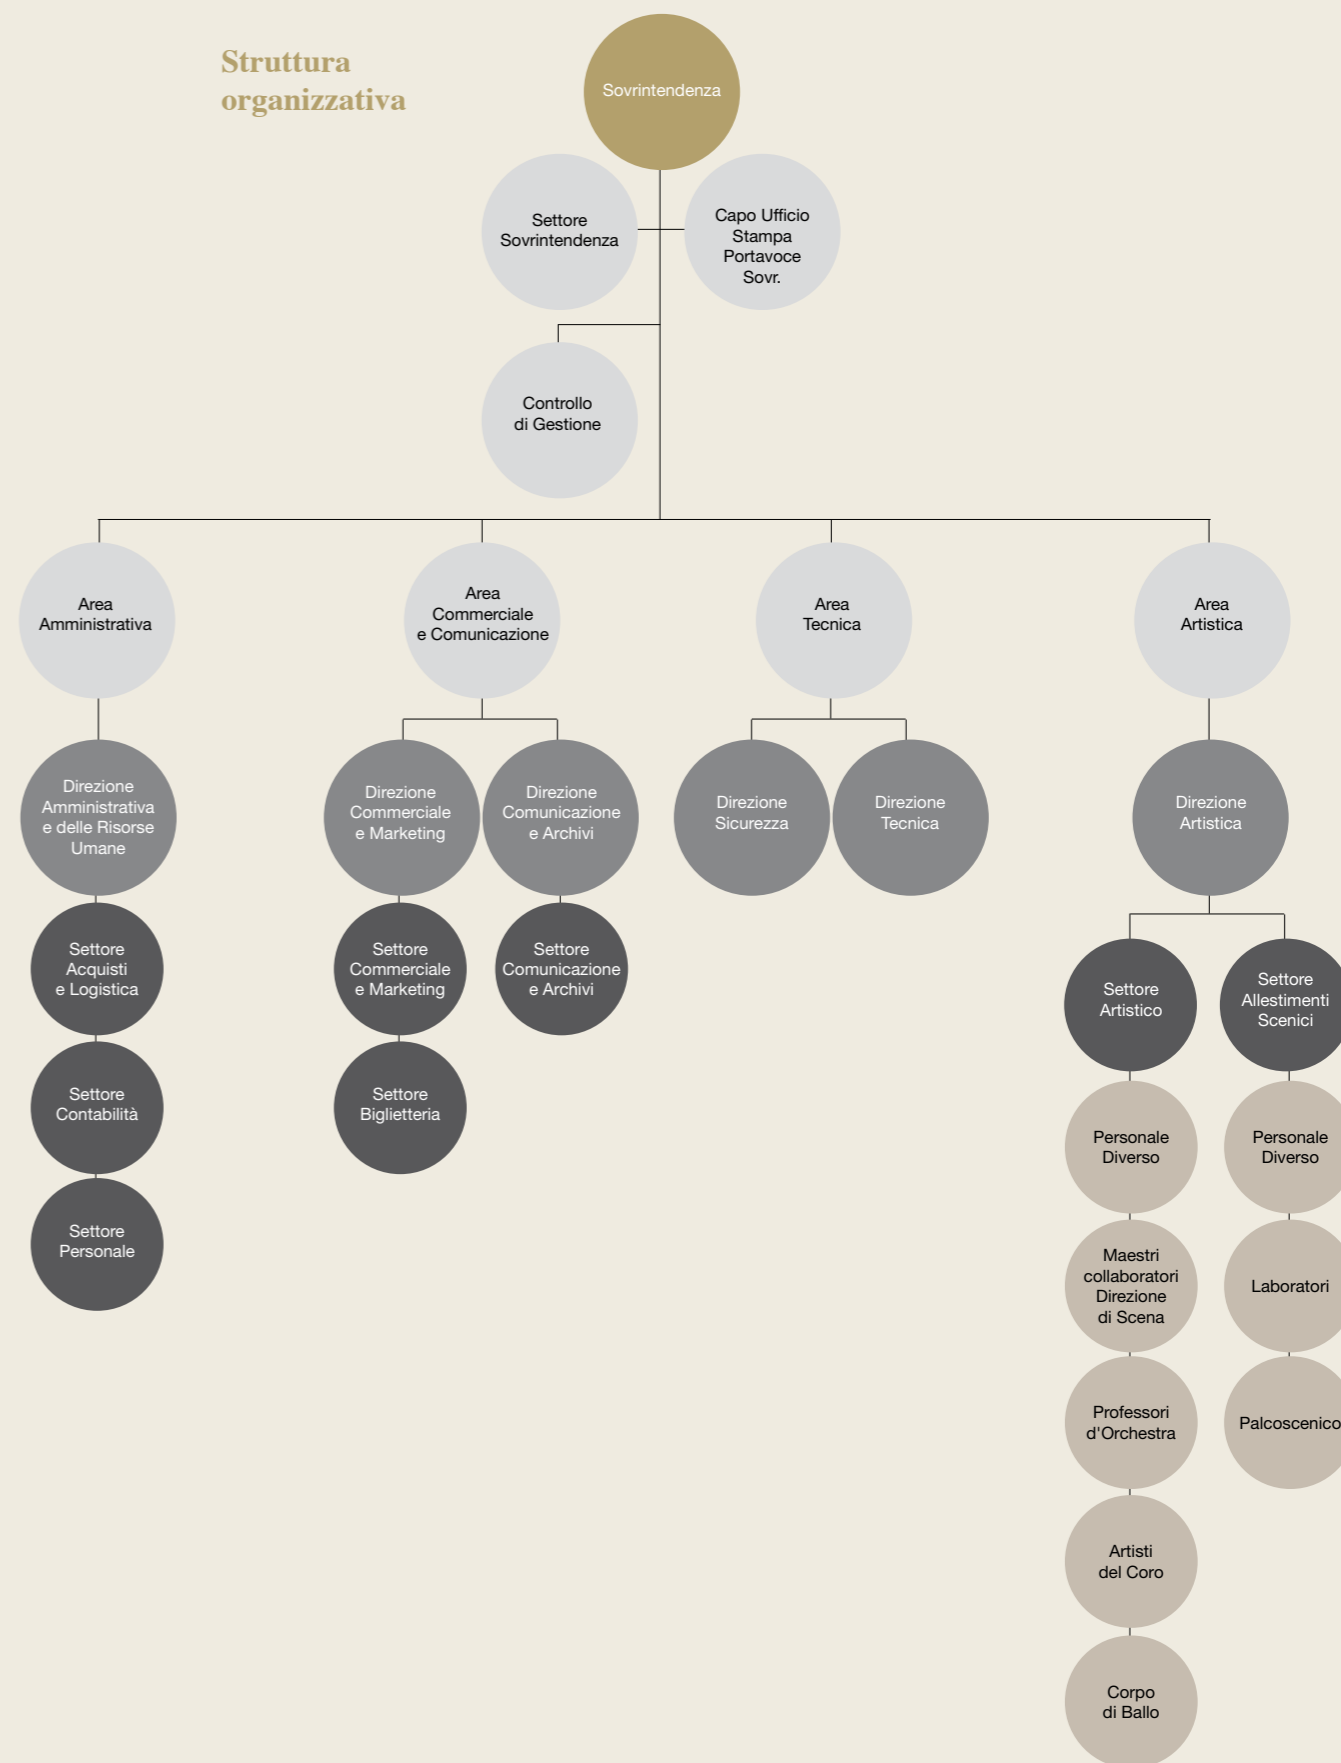 Struttura
organizzativa
Sovrintendenza
Settore
Sovrintendenza
Capo Ufficio
Stampa
Portavoce
Sovr.
Controllo
di Gestione
Area
Amministrativa
Area
Commerciale
e Comunicazione
Area
Tecnica
Area
Artistica
Direzione
Amministrativa
e delle Risorse
Umane
Direzione
Commerciale
e Marketing
Direzione
Comunicazione
e Archivi
Direzione
Sicurezza
Direzione
Tecnica
Direzione
Artistica
Settore
Acquisti
e Logistica
Settore
Commerciale
e Marketing
Settore
Comunicazione
e Archivi
Settore
Artistico
Settore
Allestimenti
Scenici
Settore
Contabilità
Settore
Biglietteria
Personale
Diverso
Personale
Diverso
Settore
Personale
Maestri
collaboratori
Direzione
di Scena
Laboratori
Professori
d'Orchestra
Palcoscenico
Artisti
del Coro
Corpo
di Ballo